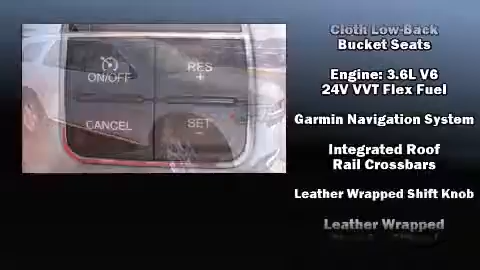 ON/OFF
RES
+
CANCEL
SET
−
Cloth Low-Back
Bucket Seats
Engine: 3.6L V6
24V VVT Flex Fuel
Garmin Navigation System
Integrated Roof
Rail Crossbars
Leather Wrapped Shift Knob
Leather Wrapped